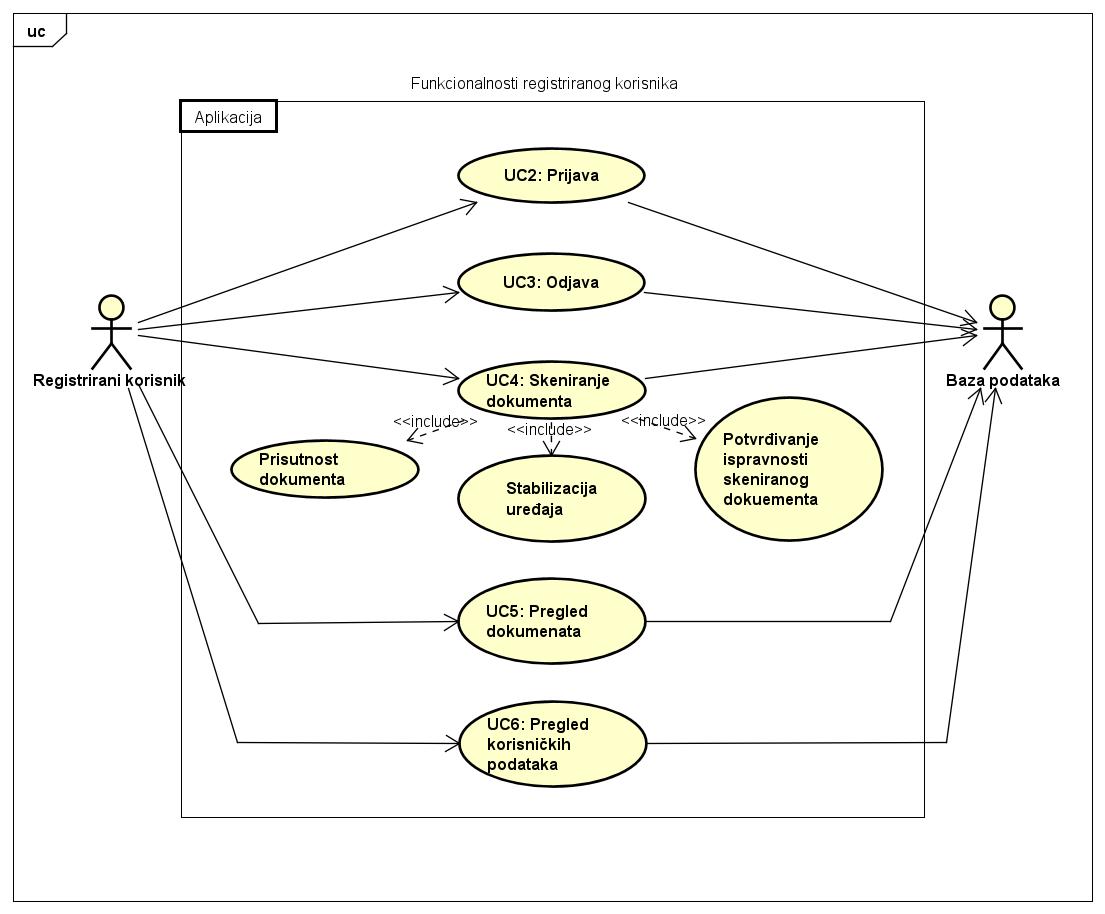 uc
Funkcionalnosti registriranog korisnika
Aplikacija
UC2: Prijava
UC3: Odjava
Registrirani korisnik
Baza podataka
UC4: Skeniranje
dokumenta
<<include>>
<<include>>
<<include>>
Prisutnost
dokumenta
Stabilizacija
uređaja
Potvrđivanje
ispravnosti
skeniranog
dokuementa
UC5: Pregled
dokumenata
UC6: Pregled
korisničkih
podataka